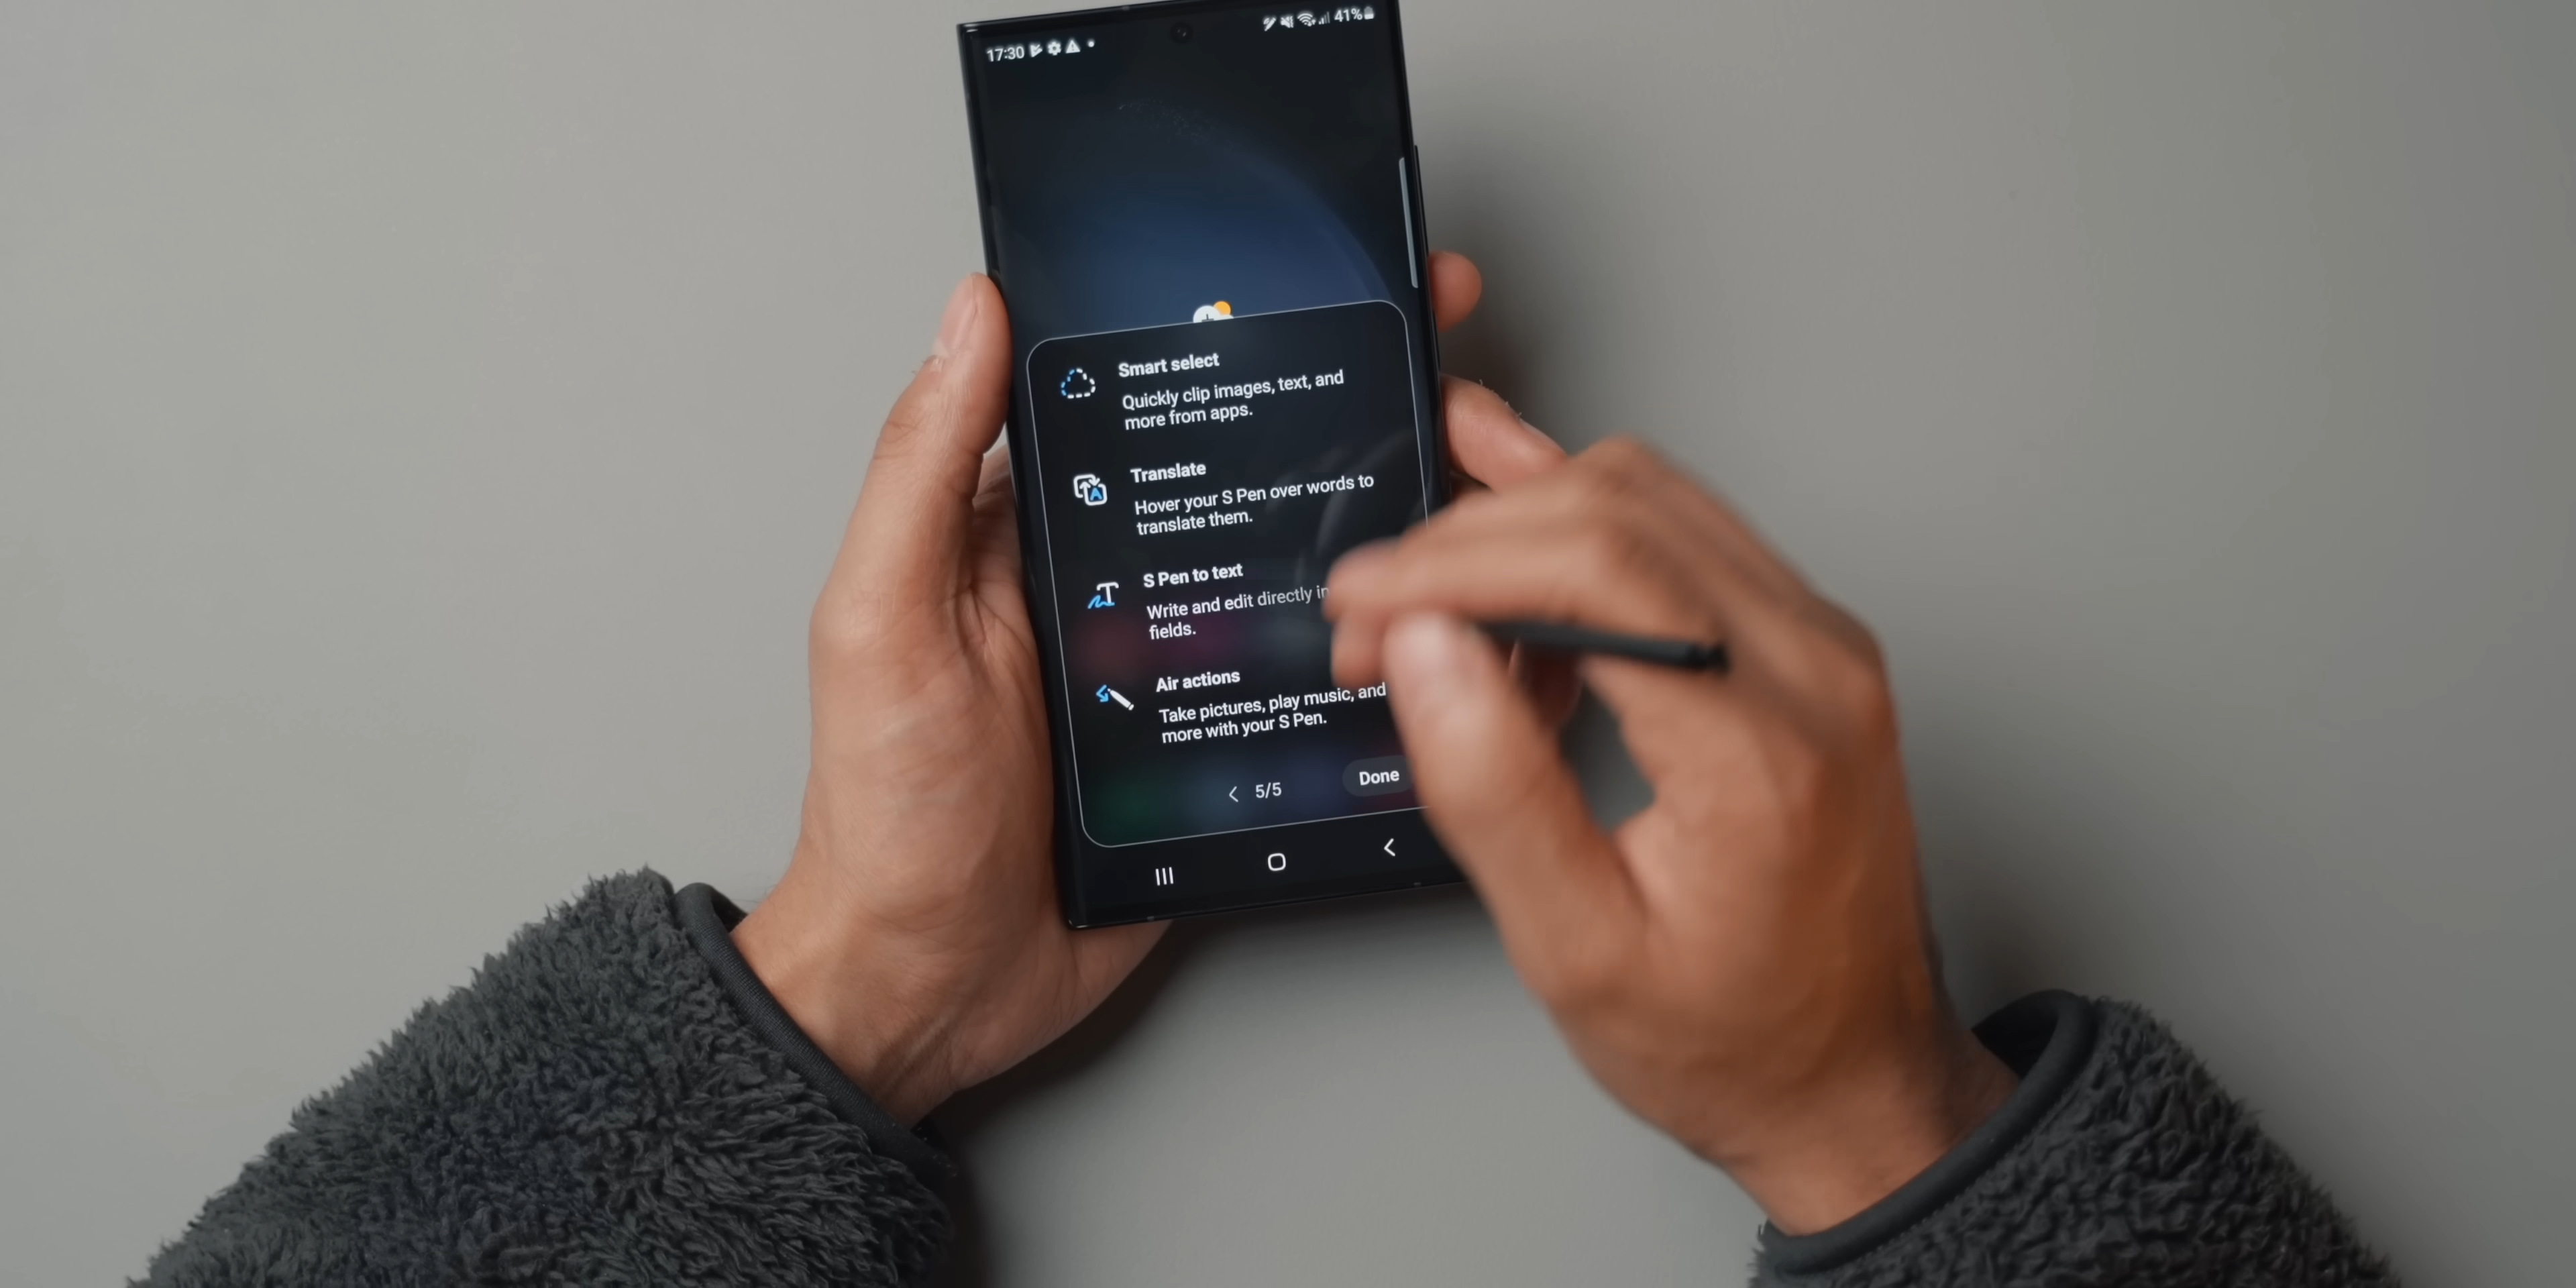 17:30
41%
Smart select
Quickly clip images, text, and
more from apps.
Translate
Hover your S Pen over words to
translate them.
S Pen to text
Write and edit directly in
fields.
Air actions
Take pictures, play music, and
more with your S Pen.
5/5
Done